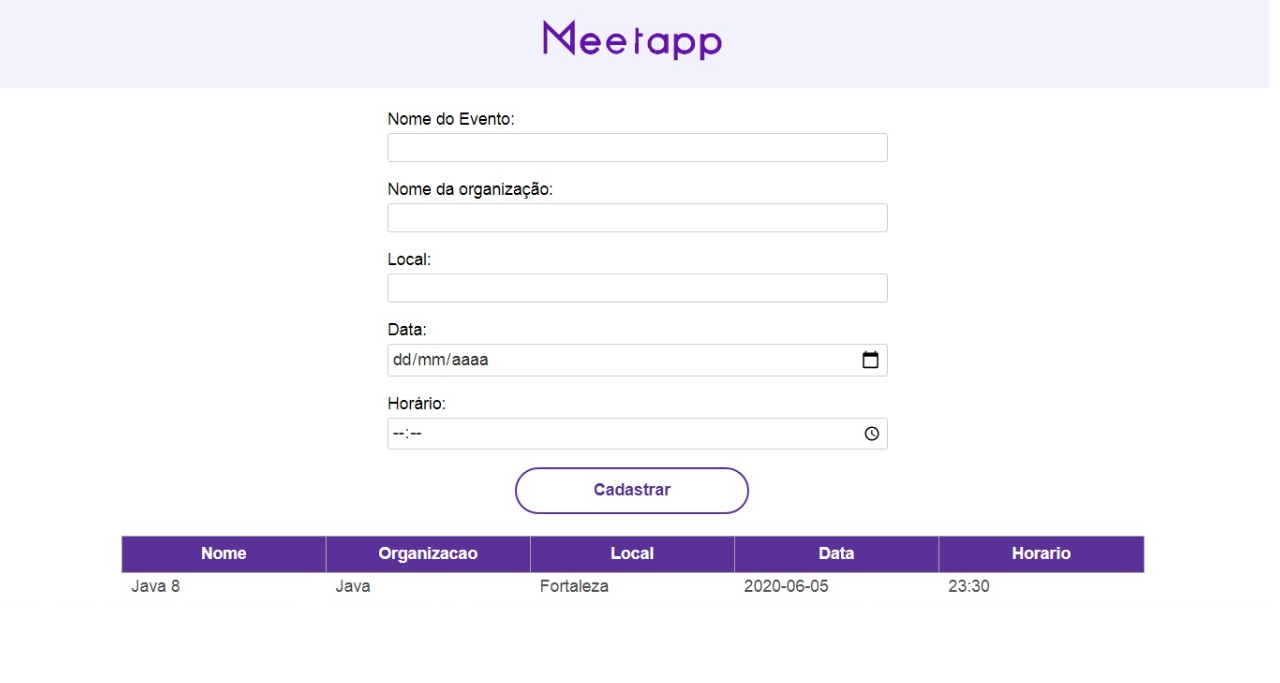 Meetapp
Nome do Evento:
Nome da organização:
Local:
Data:
dd/mm/aaaa
Horário:
--:--
Cadastrar
Nome Organizacao Local Data Horario
Java 8 Java Fortaleza 2020-06-05 23:30